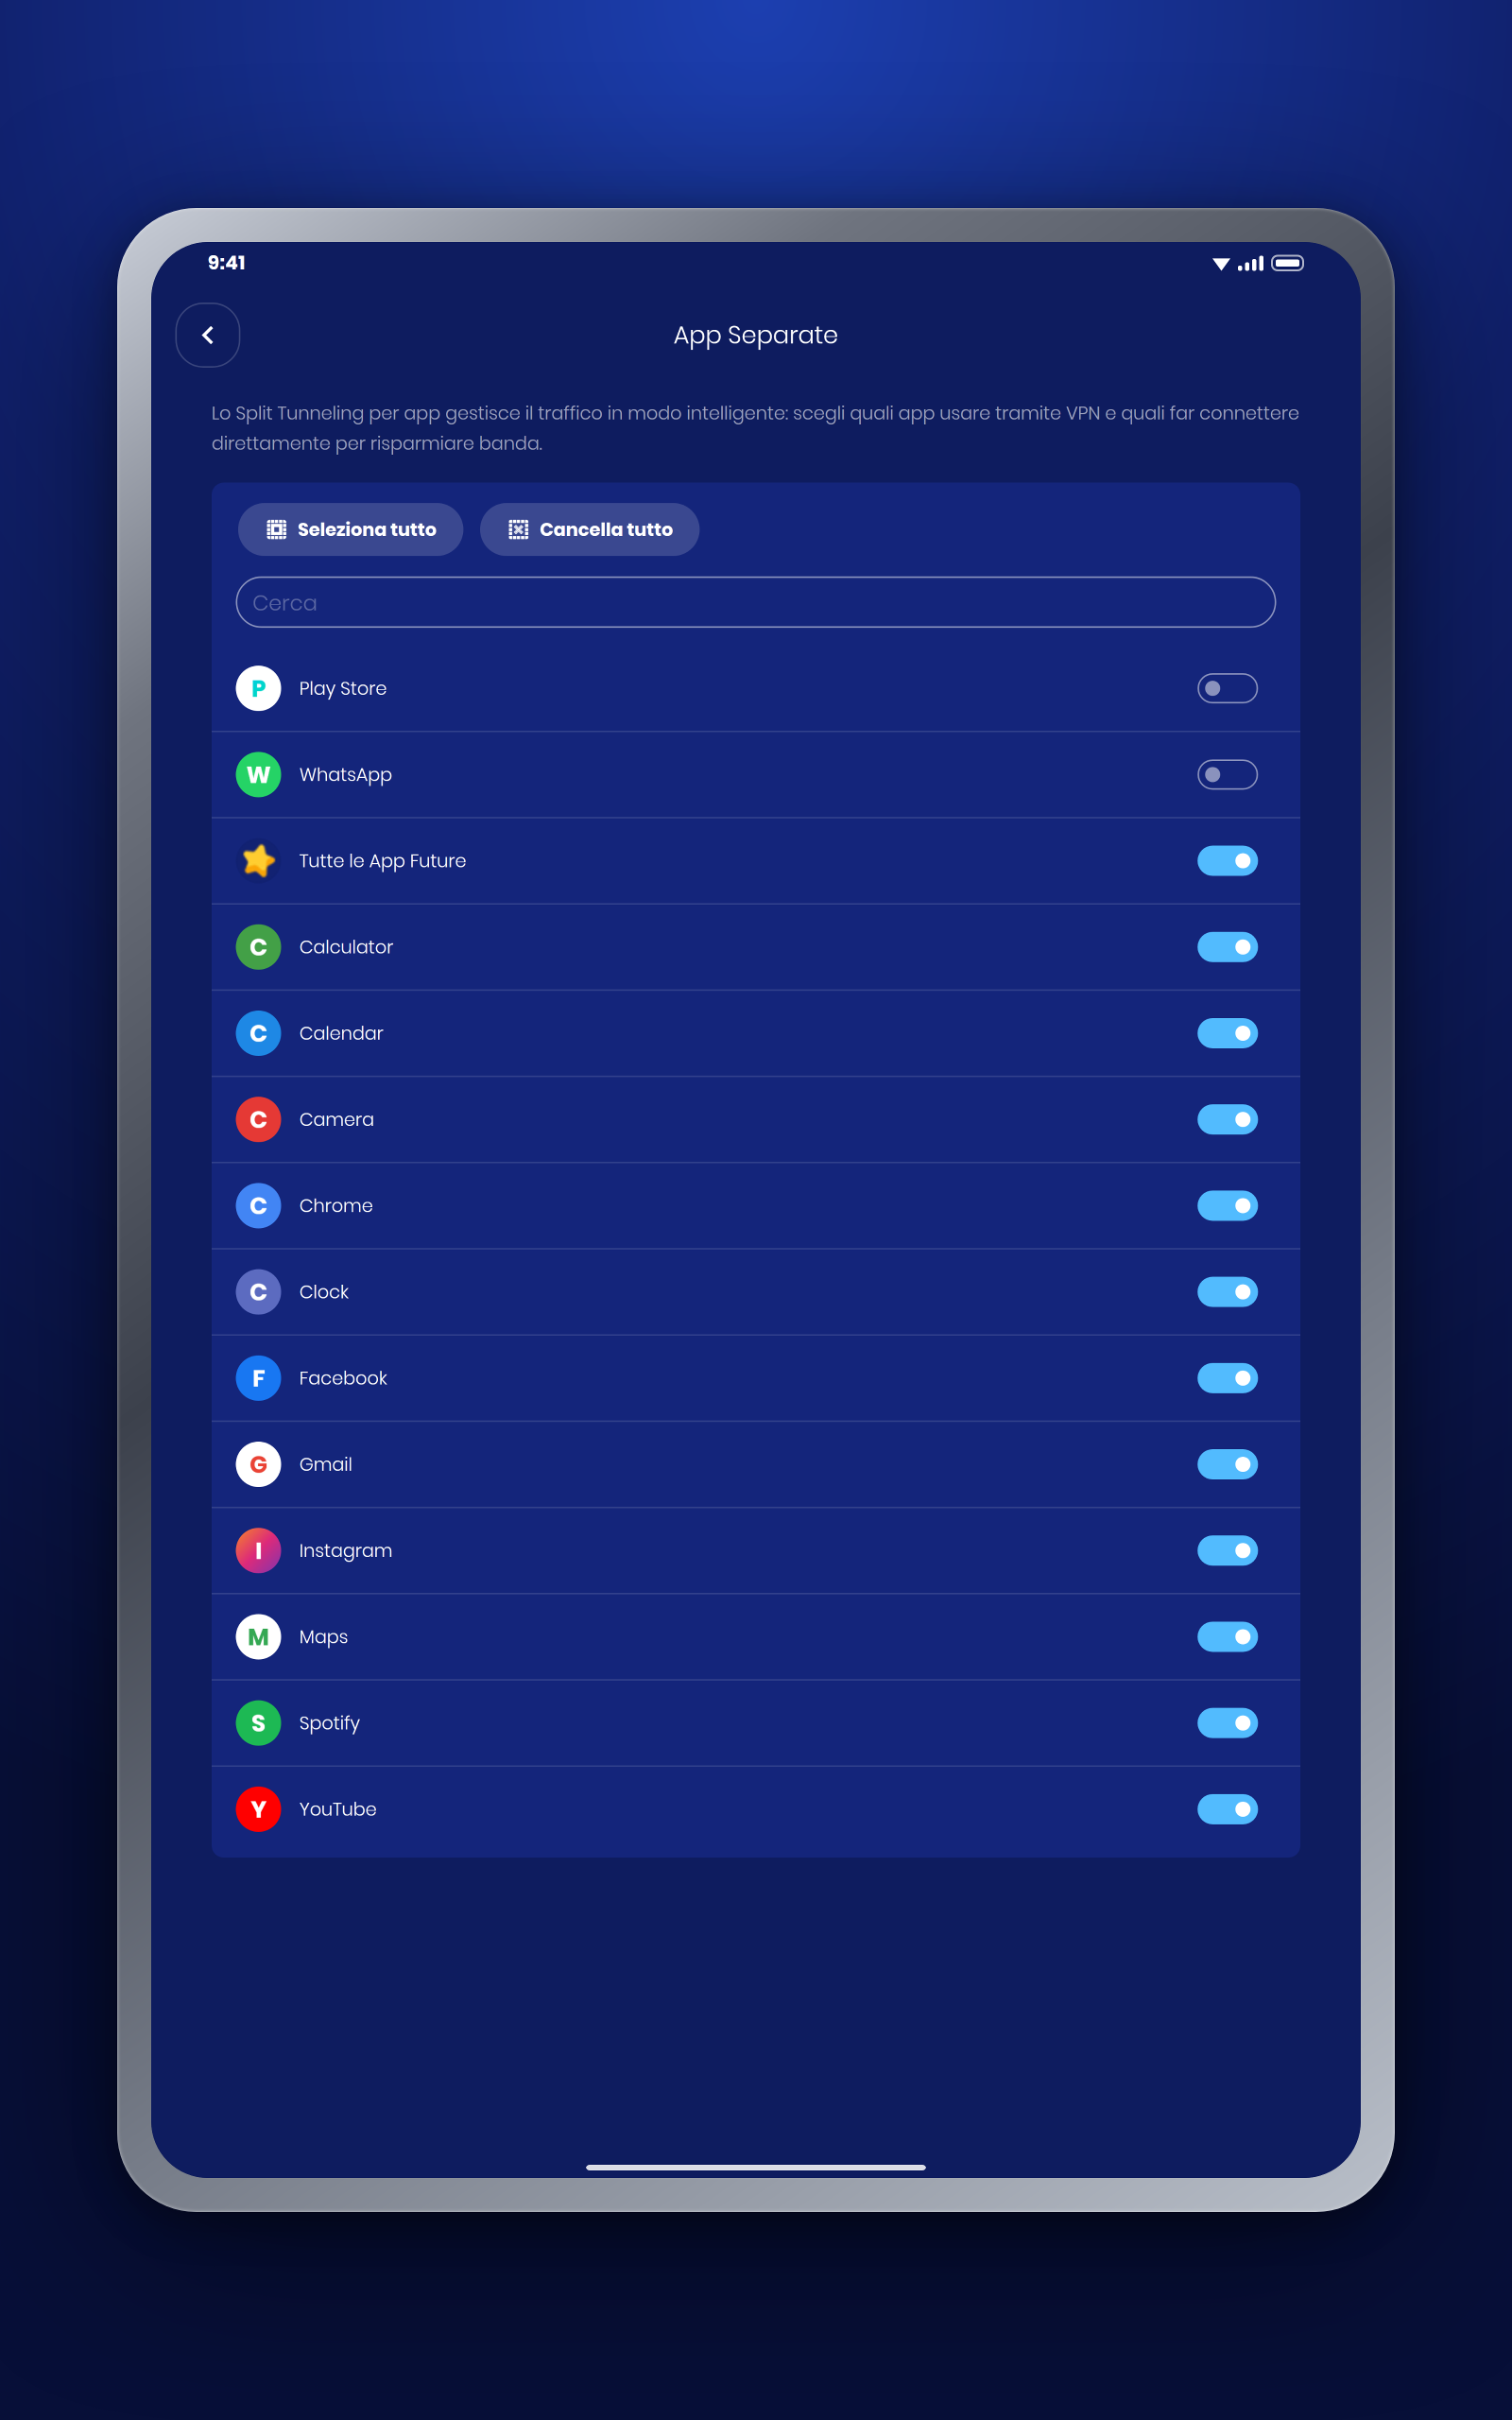 9:41
App Separate
Lo Split Tunneling per app gestisce il traffico in modo intelligente: scegli quali app usare tramite VPN e quali far connettere
direttamente per risparmiare banda.
Seleziona tutto
Cancella tutto
Cerca
P Play Store
W WhatsApp
Tutte le App Future
C Calculator
C Calendar
C Camera
C Chrome
C Clock
F Facebook
G Gmail
I Instagram
M Maps
S Spotify
Y YouTube